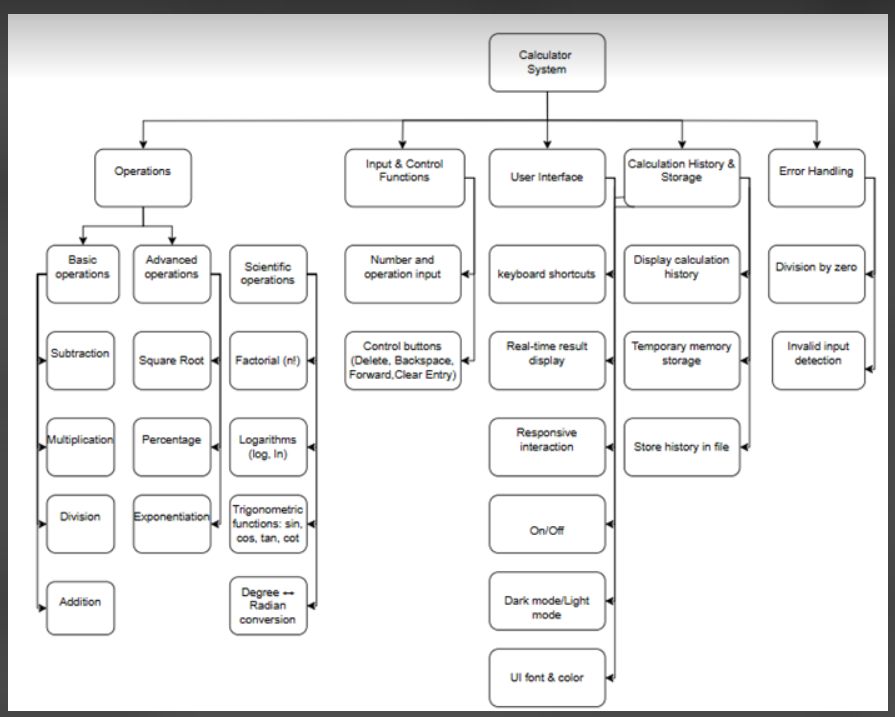 Calculator
System
Operations
Input & Control
Functions
User Interface
Calculation History &
Storage
Error Handling
Basic
operations
Advanced
operations
Scientific
operations
Number and
operation input
keyboard shortcuts
Display calculation
history
Division by zero
Subtraction
Square Root
Factorial (n!)
Control buttons
(Delete, Backspace,
Forward,Clear Entry)
Real-time result
display
Temporary memory
storage
Invalid input
detection
Multiplication
Percentage
Logarithms
(log, ln)
Responsive
interaction
Store history in file
Division
Exponentiation
Trigonometric
functions: sin,
cos, tan, cot
On/Off
Addition
Degree ↔
Radian
conversion
Dark mode/Light
mode
UI font & color